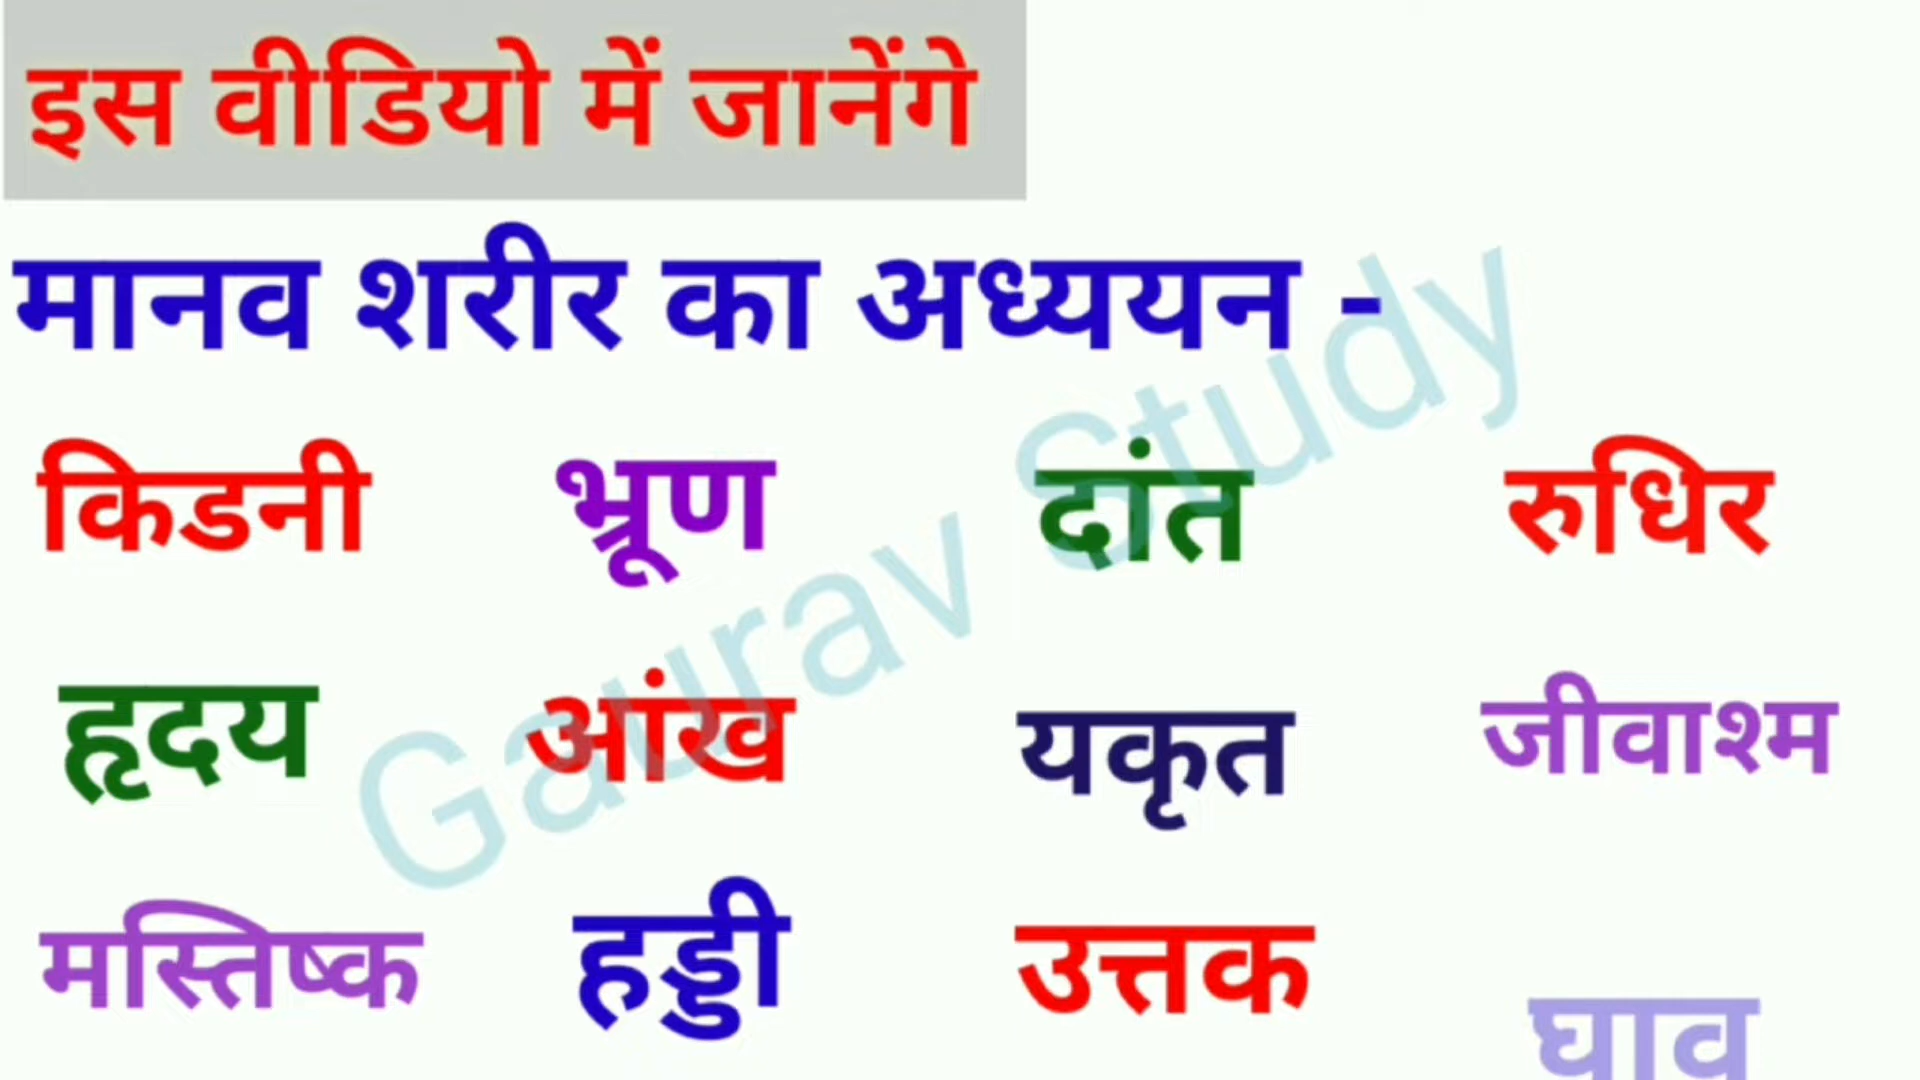 इस वीडियो में जानेंगे
मानव शरीर का अध्ययन -
किडनी भ्रूण दांत रुधिर
हृदय आंख यकृत जीवाश्म
मस्तिष्क हड्डी उत्तक घाव
Gaurav Study